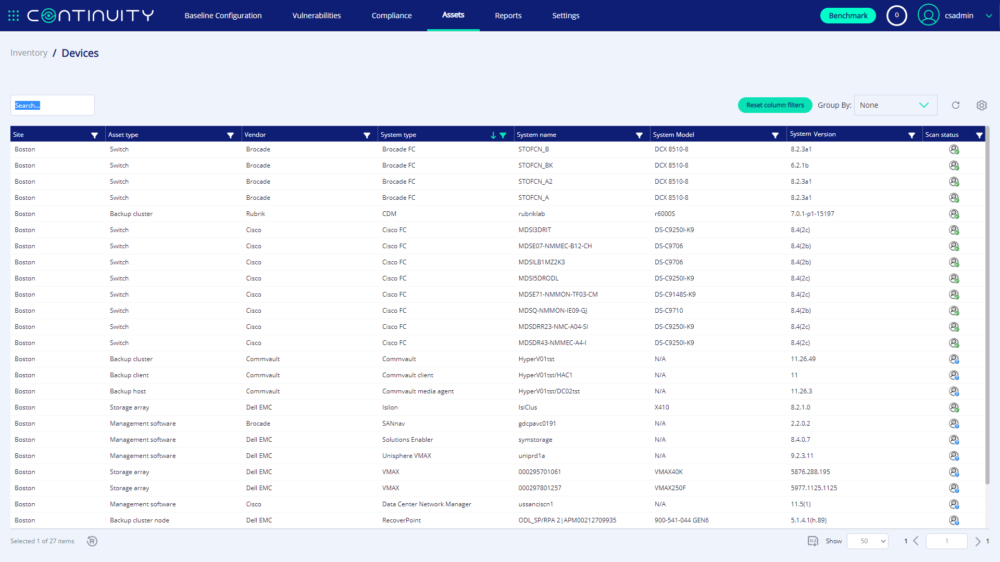 CONTINUITY Baseline Configuration Vulnerabilities Compliance Assets Reports Settings Benchmark 0 csadmin
Inventory / Devices
Search... Reset column filters Group By: None
Site Asset type Vendor System type System name System Model System Version Scan status
Boston Switch Brocade Brocade FC STOFCN_B DCX 8510-8 8.2.3a1
Boston Switch Brocade Brocade FC STOFCN_BK DCX 8510-8 6.2.1b
Boston Switch Brocade Brocade FC STOFCN_A2 DCX 8510-8 8.2.3a1
Boston Switch Brocade Brocade FC STOFCN_A DCX 8510-8 8.2.3a1
Boston Backup cluster Rubrik CDM rubriklab r6000S 7.0.1-p1-15197
Boston Switch Cisco Cisco FC MDSI3DRIT DS-C9250I-K9 8.4(2c)
Boston Switch Cisco Cisco FC MDSE07-NMMEC-B12-CH DS-C9706 8.4(2b)
Boston Switch Cisco Cisco FC MDSILB1MZ2K3 DS-C9706 8.4(2b)
Boston Switch Cisco Cisco FC MDSI5DRODL DS-C9250I-K9 8.4(2c)
Boston Switch Cisco Cisco FC MDSE71-NMMON-TF03-CM DS-C9148S-K9 8.4(2c)
Boston Switch Cisco Cisco FC MDSQ-NMMON-IE09-GJ DS-C9710 8.4(2b)
Boston Switch Cisco Cisco FC MDSDRR23-NMC-A04-SI DS-C9250I-K9 8.4(2c)
Boston Switch Cisco Cisco FC MDSDR43-NMMEC-A4-I DS-C9250I-K9 8.4(2c)
Boston Backup cluster Commvault Commvault HyperV01tst N/A 11.26.49
Boston Backup client Commvault Commvault client HyperV01tst/HAC1 N/A 11
Boston Backup host Commvault Commvault media agent HyperV01tst/DC02tst N/A 11.26.3
Boston Storage array Dell EMC Isilon IsiClus X410 8.2.1.0
Boston Management software Brocade SANnav gdcpavc0191 N/A 2.2.0.2
Boston Management software Dell EMC Solutions Enabler symstorage N/A 8.4.0.7
Boston Management software Dell EMC Unisphere VMAX uniprd1a N/A 9.2.3.11
Boston Storage array Dell EMC VMAX 000295701061 VMAX40K 5876.288.195
Boston Storage array Dell EMC VMAX 000297801257 VMAX250F 5977.1125.1125
Boston Management software Cisco Data Center Network Manager ussanciscn1 N/A 11.5(1)
Boston Backup cluster node Dell EMC RecoverPoint ODL_SP/RPA 2|APM00212709935 900-541-044 GEN6 5.1.4.1(h.89)
Selected 1 of 27 items R XLS Show 50 1 1 1